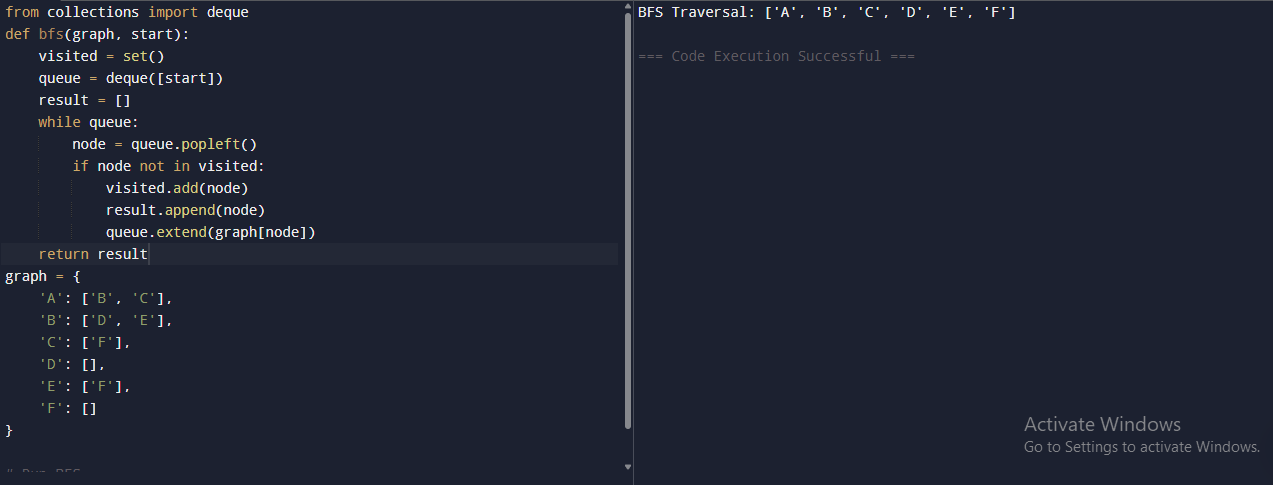 from collections import deque
def bfs(graph, start):
    visited = set()
    queue = deque([start])
    result = []
    while queue:
        node = queue.popleft()
        if node not in visited:
            visited.add(node)
            result.append(node)
            queue.extend(graph[node])
    return result
graph = {
    'A': ['B', 'C'],
    'B': ['D', 'E'],
    'C': ['F'],
    'D': [],
    'E': ['F'],
    'F': []
}
BFS Traversal: ['A', 'B', 'C', 'D', 'E', 'F']
=== Code Execution Successful ===
Activate Windows
Go to Settings to activate Windows.